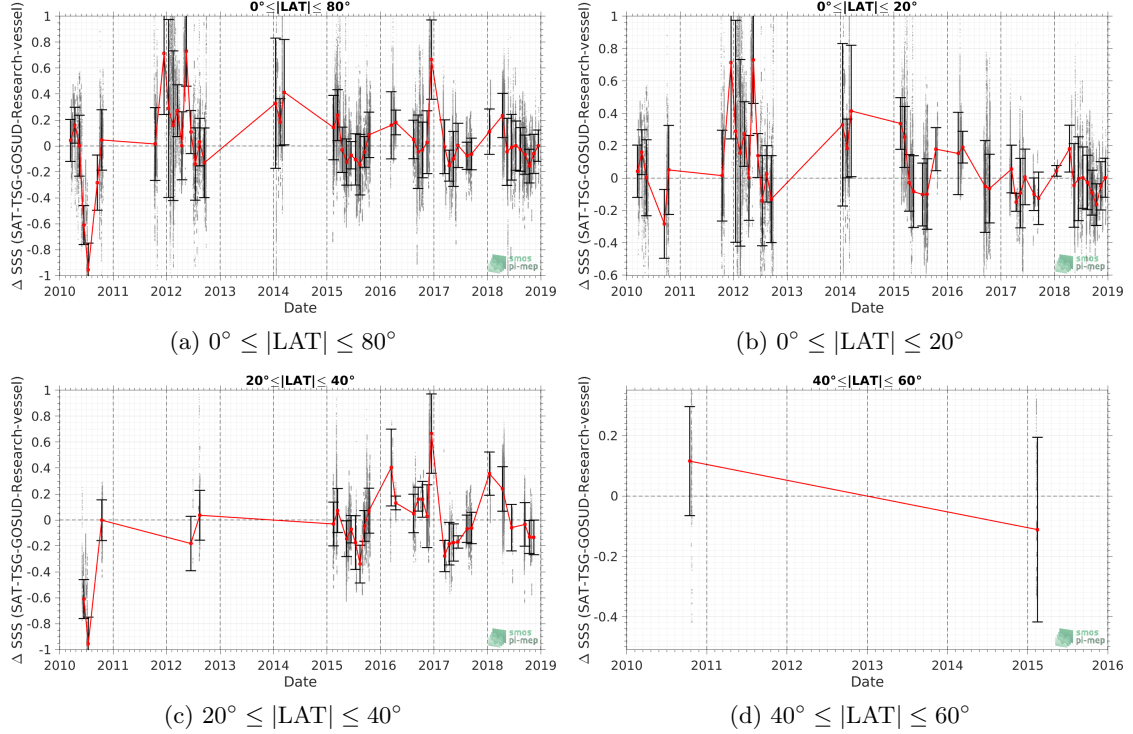 0°≤|LAT|≤ 80°
Δ SSS (SAT-TSG-GOSUD-Research-vessel)
1
0.8
0.6
0.4
0.2
0
-0.2
-0.4
-0.6
-0.8
-1
2010 2011 2012 2013 2014 2015 2016 2017 2018 2019
Date
smos
pi-mep
(a) 0° ≤ |LAT| ≤ 80°
0°≤|LAT|≤ 20°
Δ SSS (SAT-TSG-GOSUD-Research-vessel)
1
0.8
0.6
0.4
0.2
0
-0.2
-0.4
-0.6
2010 2011 2012 2013 2014 2015 2016 2017 2018 2019
Date
smos
pi-mep
(b) 0° ≤ |LAT| ≤ 20°
20°≤|LAT|≤ 40°
Δ SSS (SAT-TSG-GOSUD-Research-vessel)
1
0.8
0.6
0.4
0.2
0
-0.2
-0.4
-0.6
-0.8
-1
2010 2011 2012 2013 2014 2015 2016 2017 2018 2019
Date
smos
pi-mep
(c) 20° ≤ |LAT| ≤ 40°
40°≤|LAT|≤ 60°
Δ SSS (SAT-TSG-GOSUD-Research-vessel)
0.2
0
-0.2
-0.4
2010 2011 2012 2013 2014 2015 2016
Date
smos
pi-mep
(d) 40° ≤ |LAT| ≤ 60°